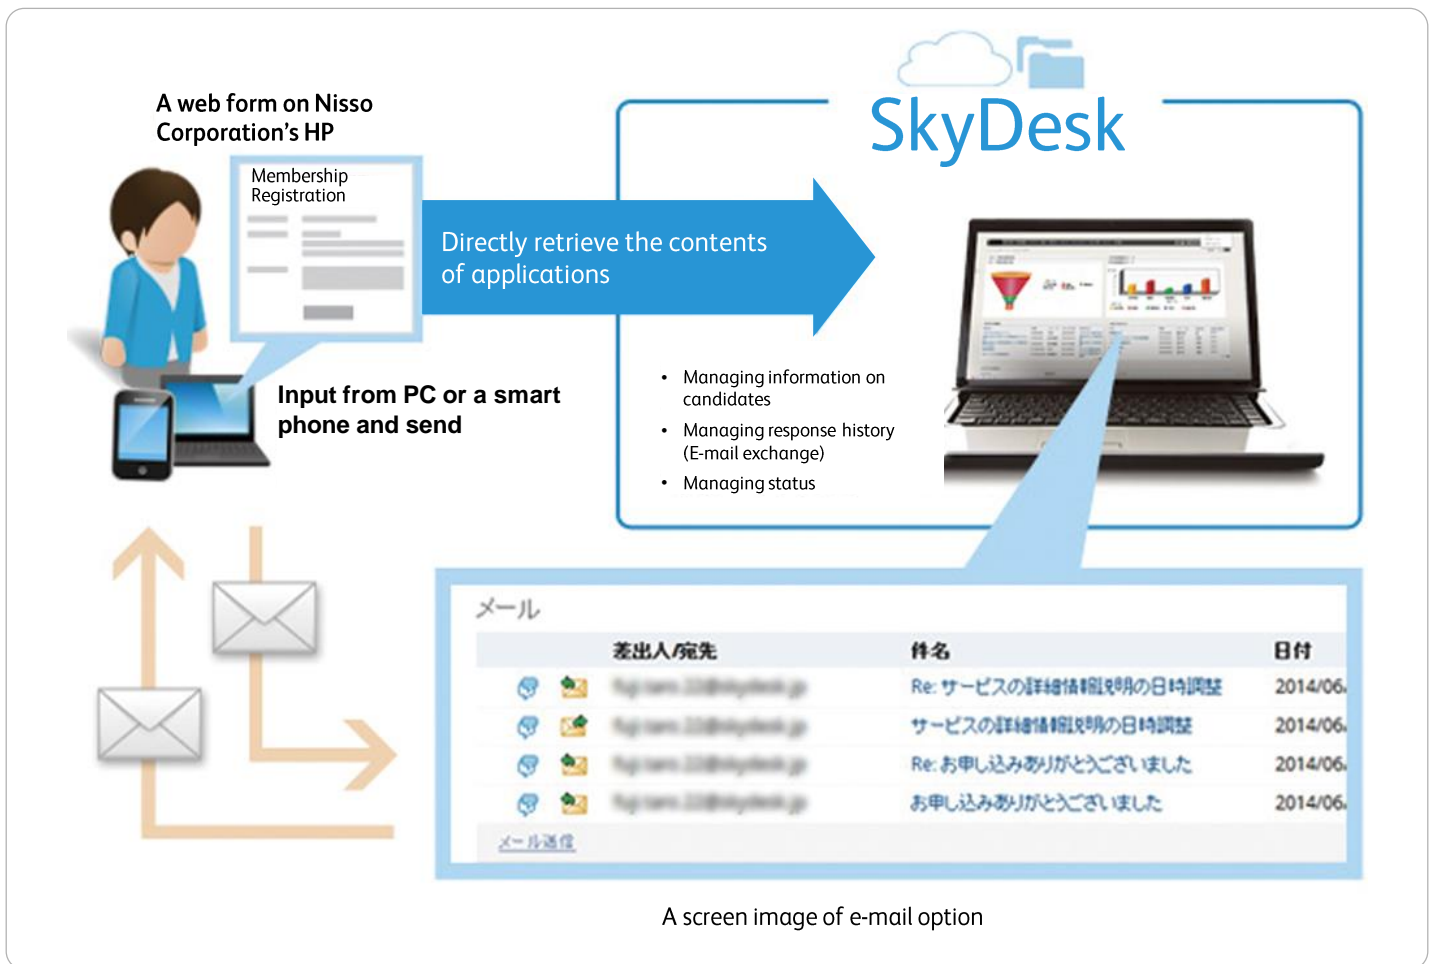 SkyDesk
A web form on Nisso
Corporation's HP
Membership
Registration
Directly retrieve the contents
of applications
Input from PC or a smart
phone and send
• Managing information on
candidates
• Managing response history
(E-mail exchange)
• Managing status
メール
差出人/宛先 件名 日付
Re: サービスの詳細情報説明の日時調整 2014/06
サービスの詳細情報説明の日時調整 2014/06
Re: お申し込みありがとうございました 2014/06
お申し込みありがとうございました 2014/06
メール送信
A screen image of e-mail option